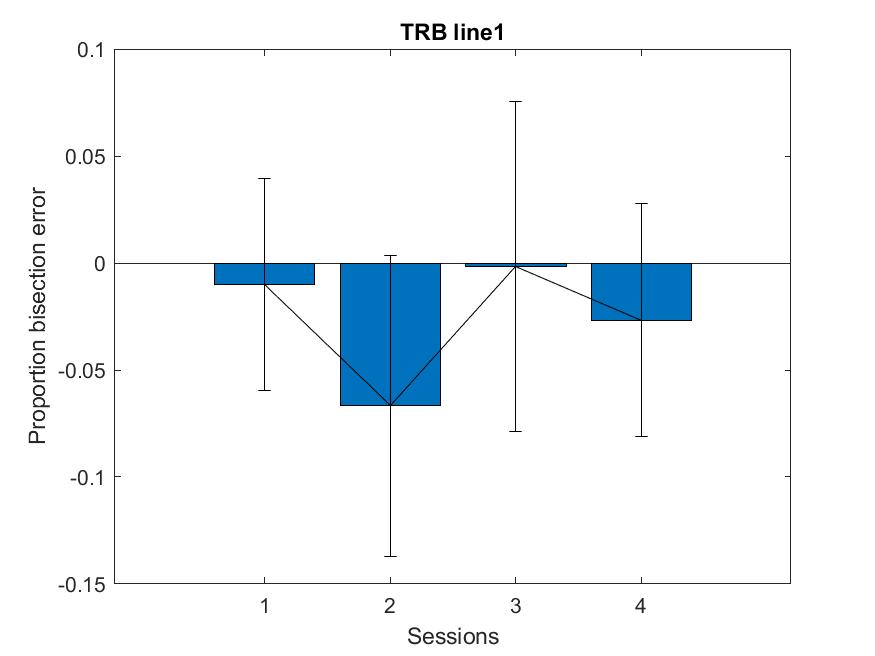 TRB line1
0.1
0.05
0
-0.05
-0.1
-0.15
Proportion bisection error
1 2 3 4
Sessions